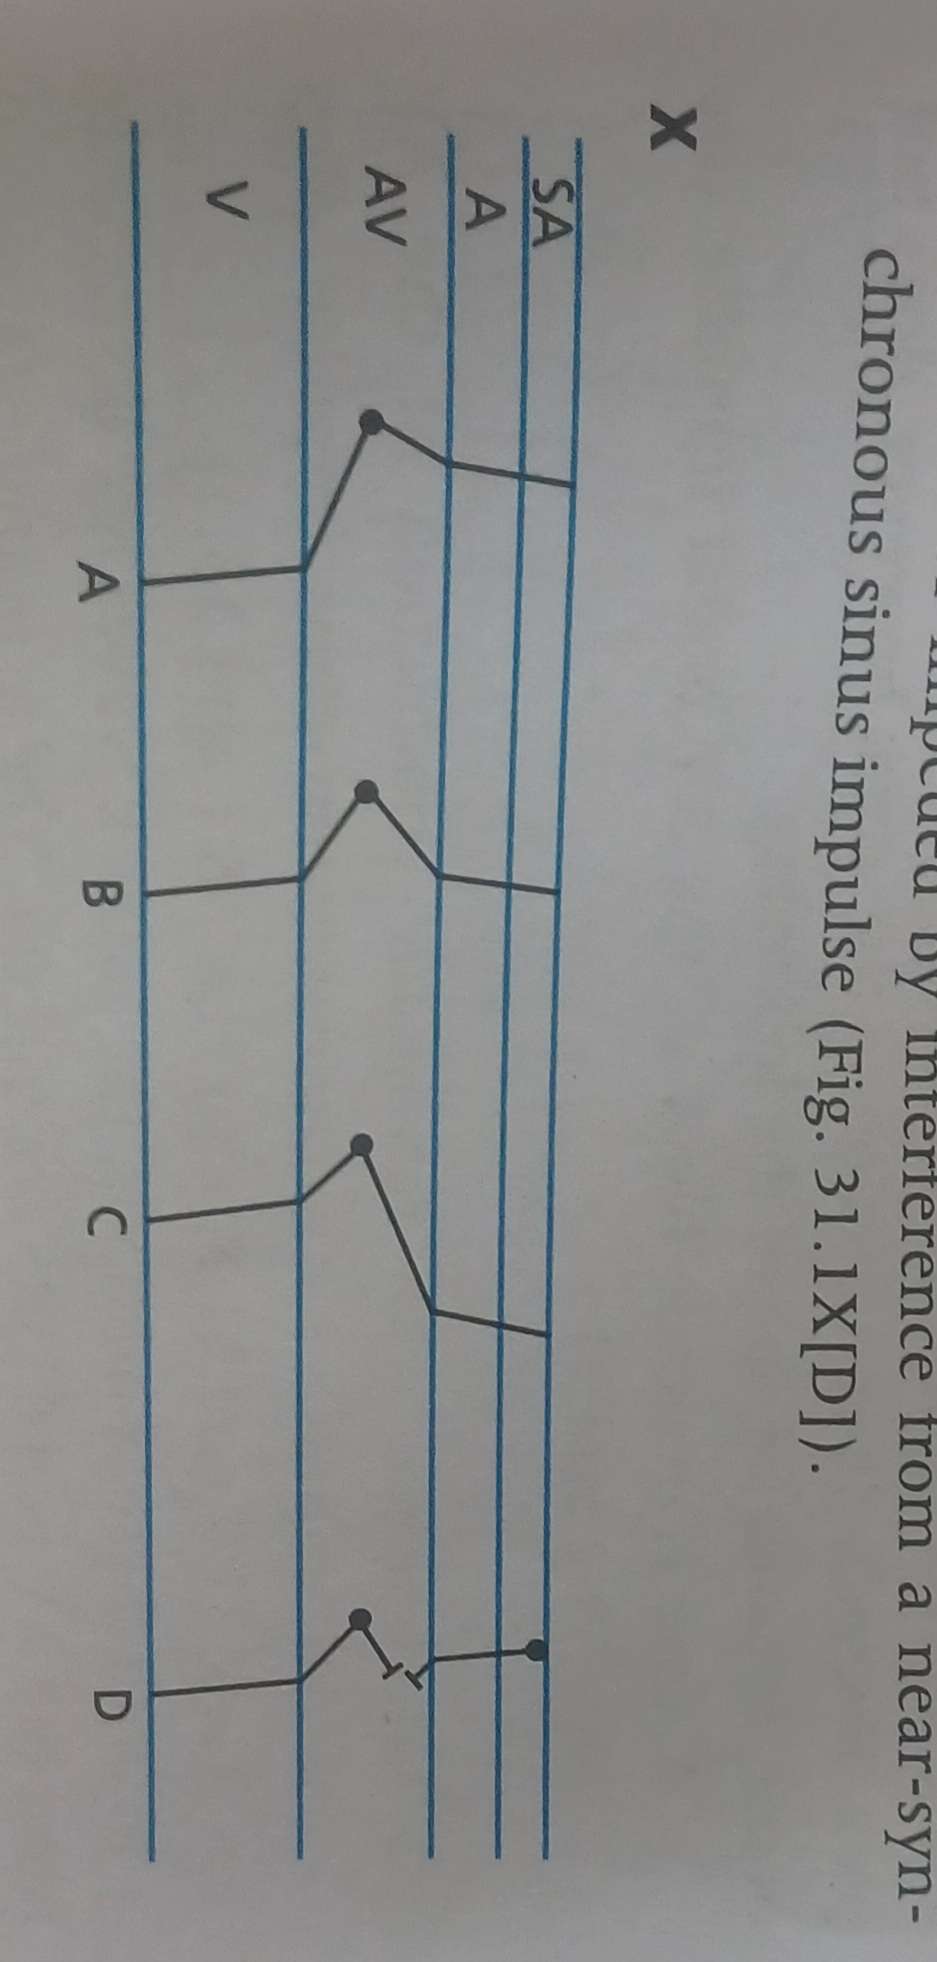 by interference from a near-syn-
chronous sinus impulse (Fig. 31.1X[D]).
X
SA
A
AV
V
A B C D